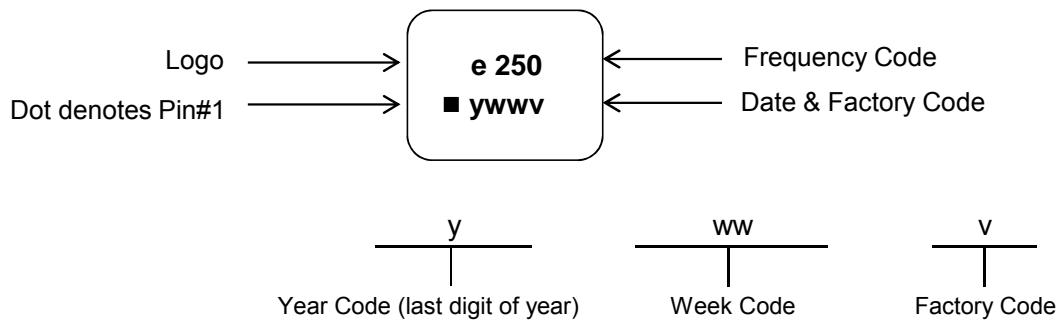 Logo
e 250
Frequency Code
Dot denotes Pin#1
■ ywwv
Date & Factory Code
y
ww
v
Year Code (last digit of year)
Week Code
Factory Code